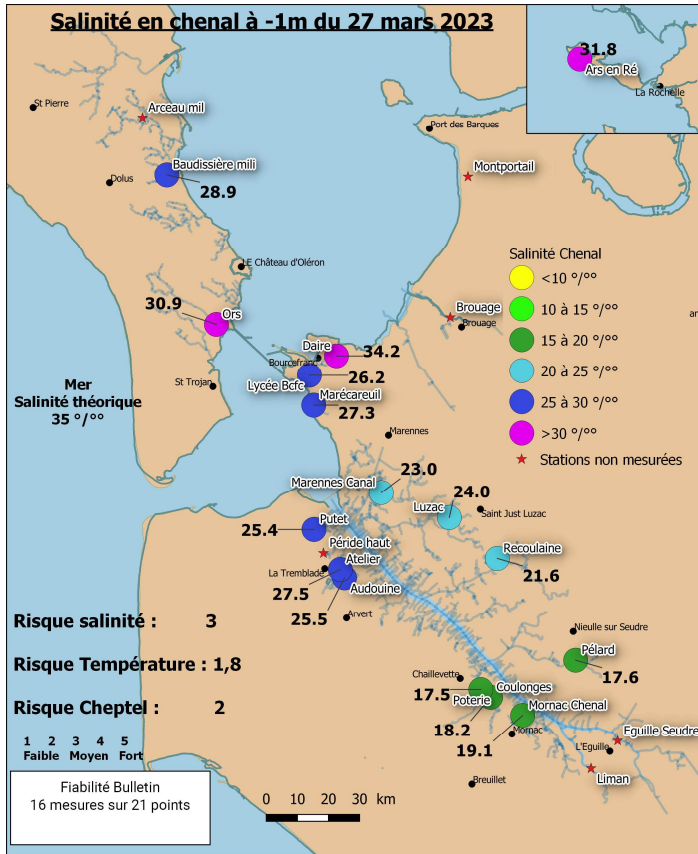 Salinité en chenal à -1m du 27 mars 2023
31.8
Ars en Ré
La Rochelle
St Pierre
Arceau mil
Port des Barques
Baudissière mili
Dolus
28.9
Montportail
LE Château d'Oléron
Salinité Chenal
<10 °/°°
10 à 15 °/°°
15 à 20 °/°°
20 à 25 °/°°
25 à 30 °/°°
>30 °/°°
Stations non mesurées
30.9
Ors
Brouage
Brouage
ar
Daire
34.2
Bourcefranc
26.2
Lycée Bcfc
Marécareuil
27.3
St Trojan
Mer
Salinité théorique
35 °/°°
Marennes
23.0
Marennes Canal
24.0
Luzac
Saint Just Luzac
25.4
Putet
Péride haut
Recoulaine
21.6
Atelier
La Tremblade
27.5
Audouine
25.5
Arvert
Risque salinité : 3
Nieulle sur Seudre
Pélard
17.6
Risque Température : 1,8
Chaillevette
17.5
Coulonges
Poterie
18.2
Mornac Chenal
19.1
Mornac
Risque Cheptel : 2
Eguille Seudre
L'Eguille
Liman
Breuillet
1 2 3 4 5
Faible Moyen Fort
Fiabilité Bulletin
16 mesures sur 21 points
0 10 20 30 km